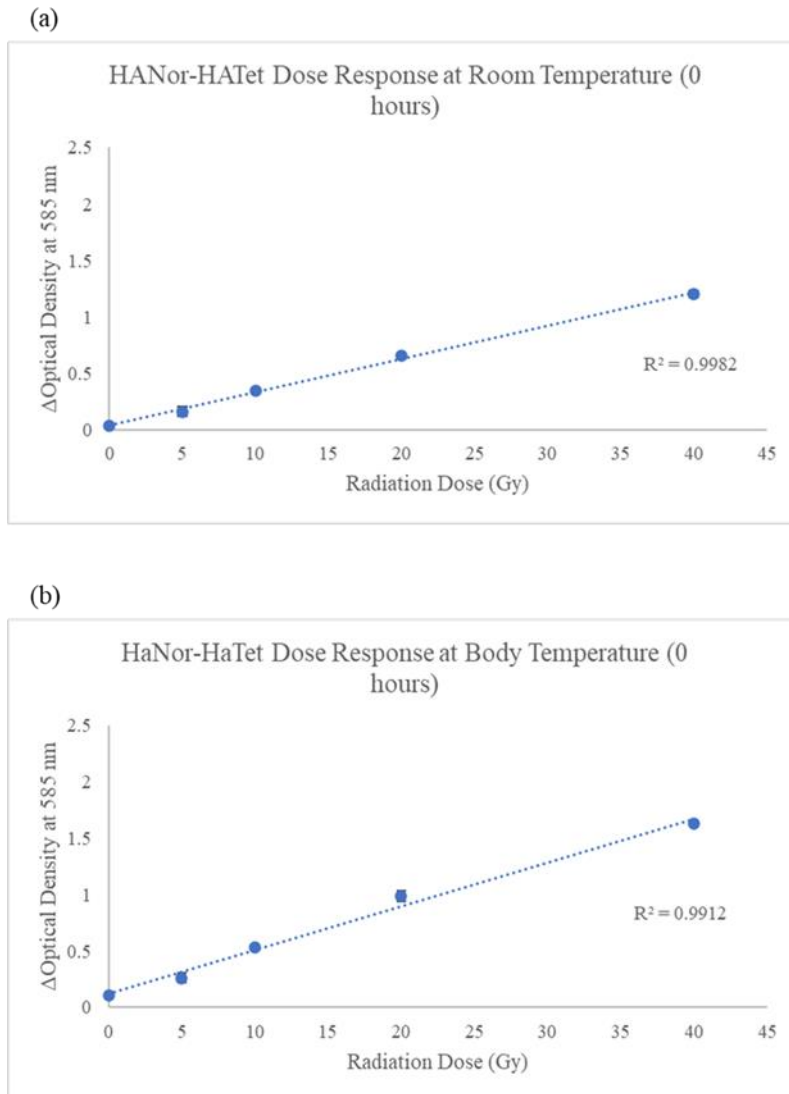 (a)
HANor-HATet Dose Response at Room Temperature (0
hours)
2.5
2
1.5
1
0.5
0
ΔOptical Density at 585 nm
R² = 0.9982
0 5 10 15 20 25 30 35 40 45
Radiation Dose (Gy)
(b)
HaNor-HaTet Dose Response at Body Temperature (0
hours)
2.5
2
1.5
1
0.5
0
ΔOptical Density at 585 nm
R² = 0.9912
0 5 10 15 20 25 30 35 40 45
Radiation Dose (Gy)